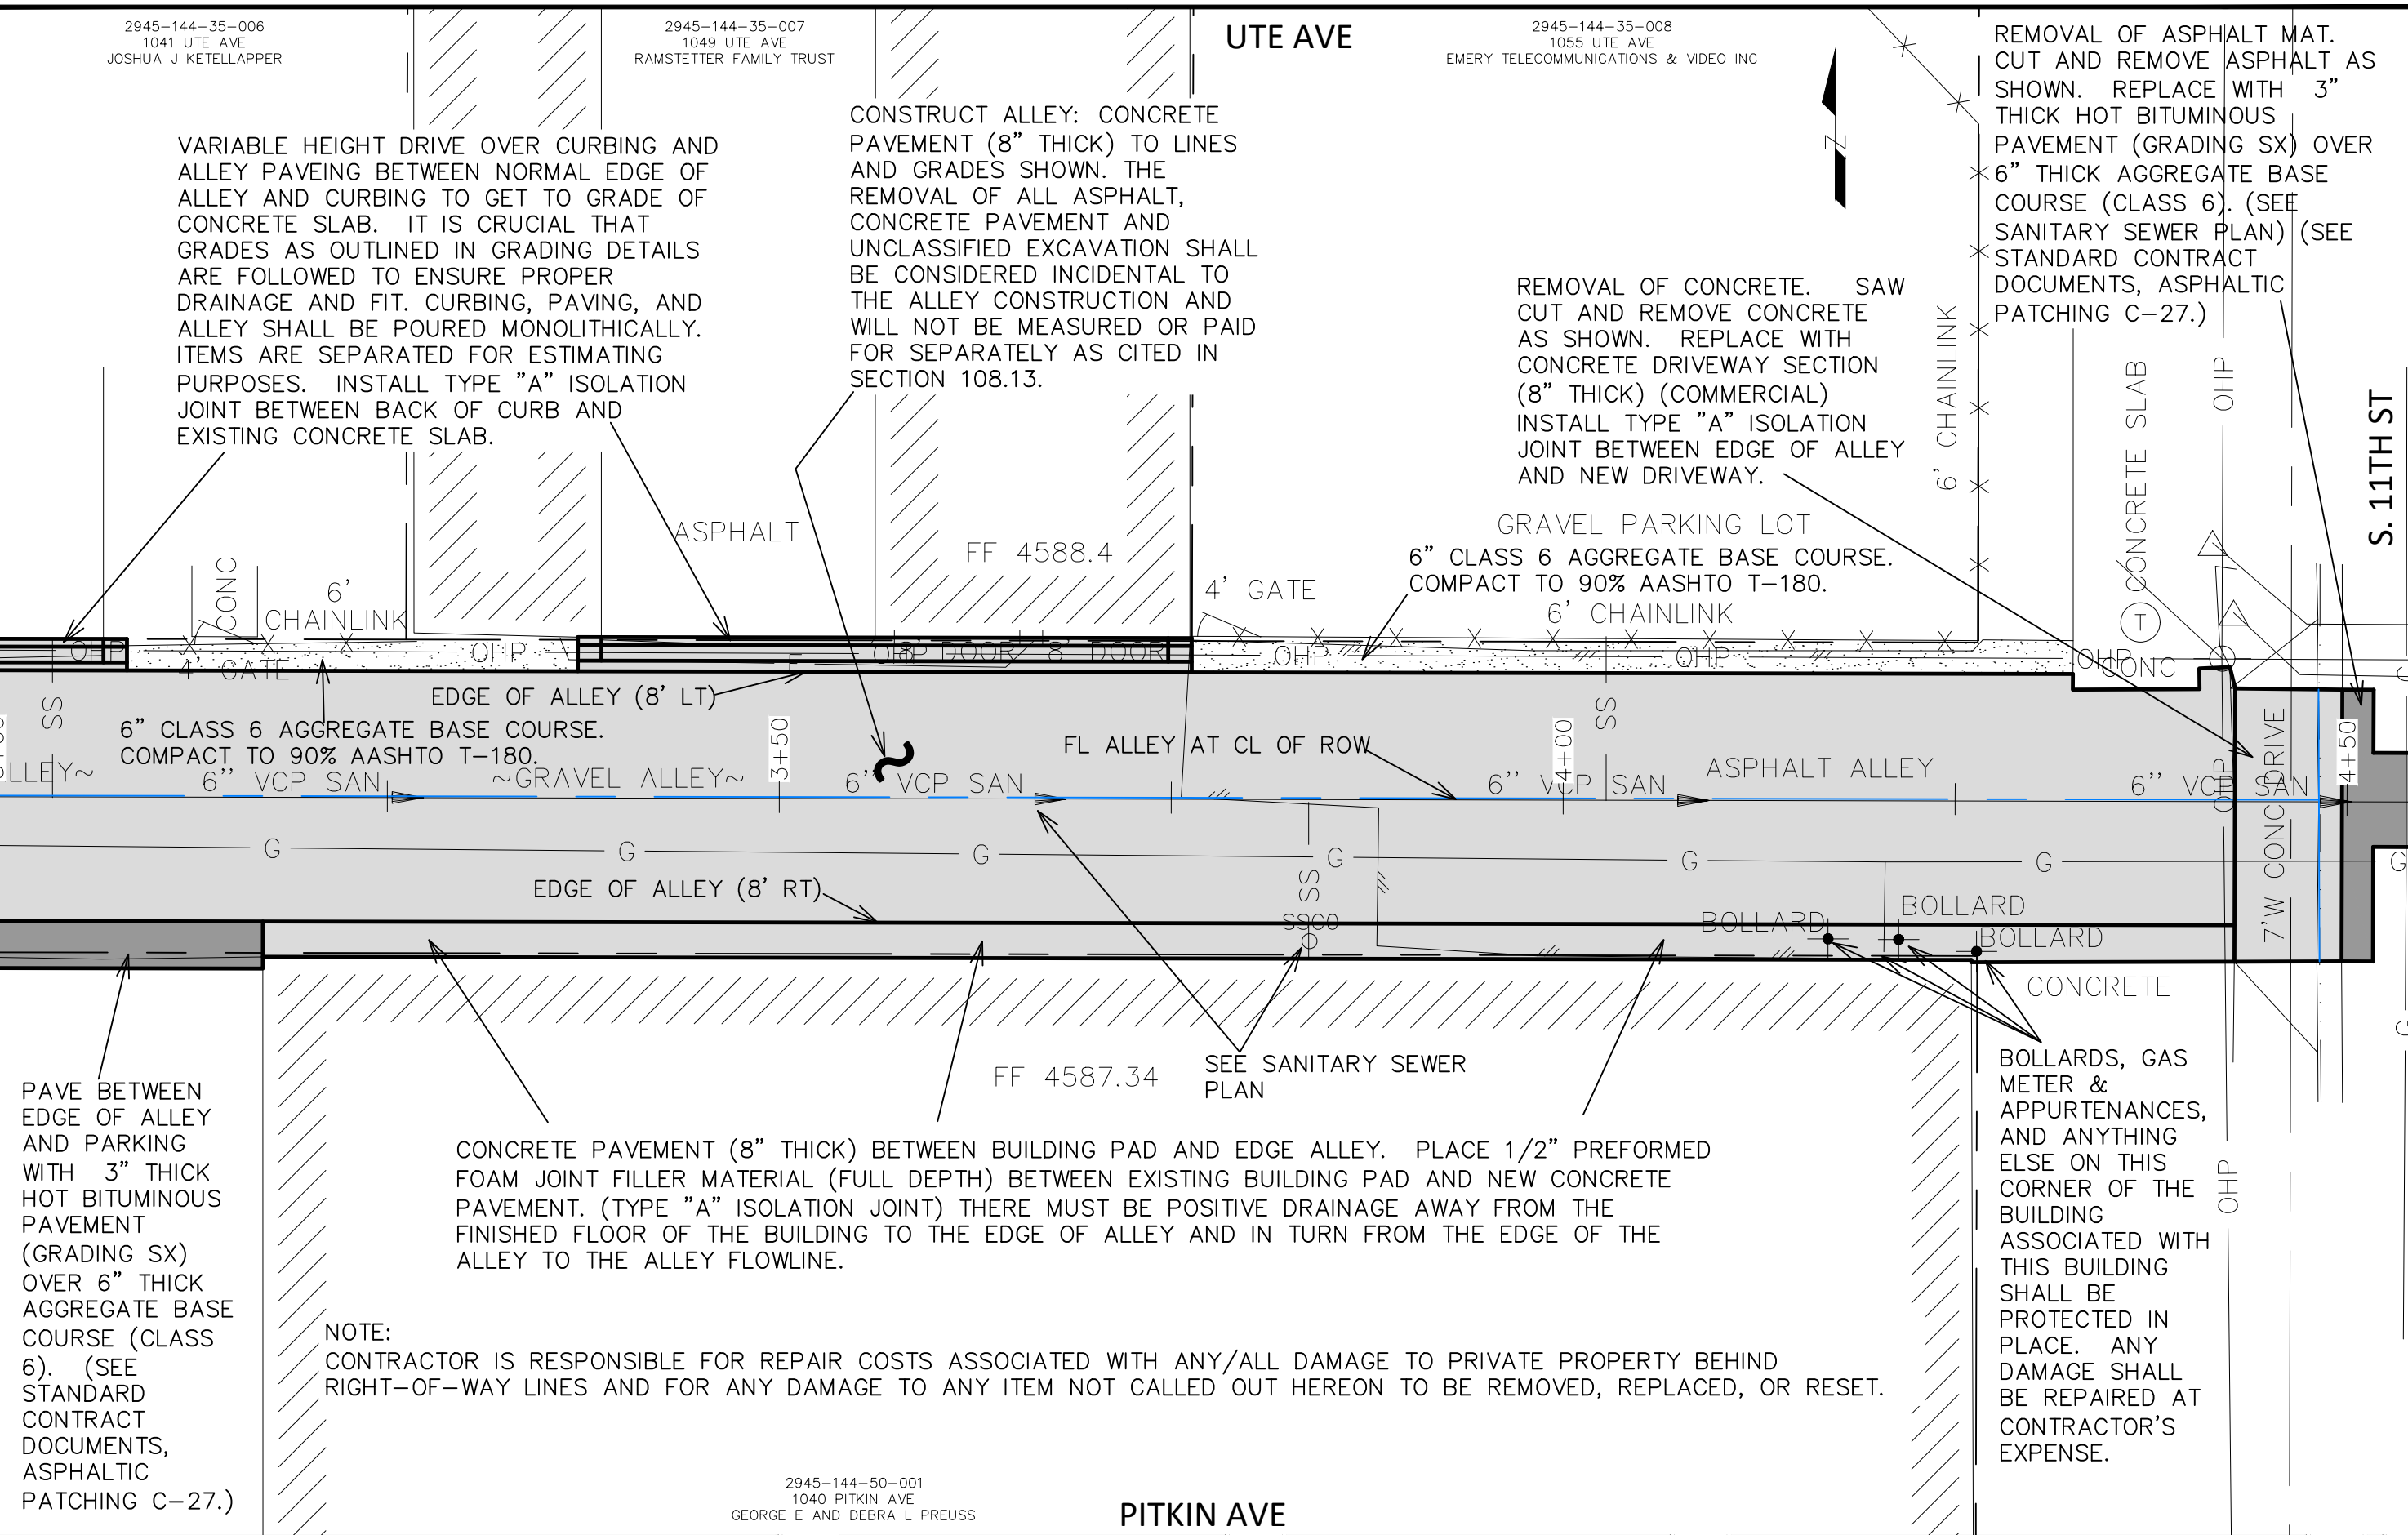 2945-144-35-006
1041 UTE AVE
JOSHUA J KETELLAPPER
2945-144-35-007
1049 UTE AVE
RAMSTETTER FAMILY TRUST
UTE AVE
2945-144-35-008
1055 UTE AVE
EMERY TELECOMMUNICATIONS & VIDEO INC
REMOVAL OF ASPHALT MAT.
CUT AND REMOVE ASPHALT AS
SHOWN. REPLACE WITH 3"
THICK HOT BITUMINOUS
PAVEMENT (GRADING SX) OVER
6" THICK AGGREGATE BASE
COURSE (CLASS 6). (SEE
SANITARY SEWER PLAN) (SEE
STANDARD CONTRACT
DOCUMENTS, ASPHALTIC
PATCHING C-27.)
VARIABLE HEIGHT DRIVE OVER CURBING AND
ALLEY PAVEING BETWEEN NORMAL EDGE OF
ALLEY AND CURBING TO GET TO GRADE OF
CONCRETE SLAB. IT IS CRUCIAL THAT
GRADES AS OUTLINED IN GRADING DETAILS
ARE FOLLOWED TO ENSURE PROPER
DRAINAGE AND FIT. CURBING, PAVING, AND
ALLEY SHALL BE POURED MONOLITHICALLY.
ITEMS ARE SEPARATED FOR ESTIMATING
PURPOSES. INSTALL TYPE "A" ISOLATION
JOINT BETWEEN BACK OF CURB AND
EXISTING CONCRETE SLAB.
CONSTRUCT ALLEY: CONCRETE
PAVEMENT (8" THICK) TO LINES
AND GRADES SHOWN. THE
REMOVAL OF ALL ASPHALT,
CONCRETE PAVEMENT AND
UNCLASSIFIED EXCAVATION SHALL
BE CONSIDERED INCIDENTAL TO
THE ALLEY CONSTRUCTION AND
WILL NOT BE MEASURED OR PAID
FOR SEPARATELY AS CITED IN
SECTION 108.13.
Z
REMOVAL OF CONCRETE. SAW
CUT AND REMOVE CONCRETE
AS SHOWN. REPLACE WITH
CONCRETE DRIVEWAY SECTION
(8" THICK) (COMMERCIAL)
INSTALL TYPE "A" ISOLATION
JOINT BETWEEN EDGE OF ALLEY
AND NEW DRIVEWAY.
6' CHAINLINK
CONCRETE SLAB
OHP
S. 11TH ST
T
ASPHALT
FF 4588.4
GRAVEL PARKING LOT
6" CLASS 6 AGGREGATE BASE COURSE.
COMPACT TO 90% AASHTO T-180.
4' GATE
6' CHAINLINK
CONC
6'
CHAINLINK
OHP
4' GATE
OHP
OHP
8' DOOR
8' DOOR
OHP
OHP
OHP
CONC
EDGE OF ALLEY (8' LT)
SS
SS
6" CLASS 6 AGGREGATE BASE COURSE.
COMPACT TO 90% AASHTO T-180.
3+50
4+00
4+50
FL ALLEY AT CL OF ROW
LLEY~
6'' VCP SAN
~GRAVEL ALLEY~
6'' VCP SAN
6'' VCP SAN
ASPHALT ALLEY
6'' VCP SAN
OHP
7'W CONC DRIVE
G
G
G
G
G
G
G
EDGE OF ALLEY (8' RT)
SS
SSCO
BOLLARD
BOLLARD
BOLLARD
CONCRETE
G
FF 4587.34
SEE SANITARY SEWER
PLAN
PAVE BETWEEN
EDGE OF ALLEY
AND PARKING
WITH 3" THICK
HOT BITUMINOUS
PAVEMENT
(GRADING SX)
OVER 6" THICK
AGGREGATE BASE
COURSE (CLASS
6). (SEE
STANDARD
CONTRACT
DOCUMENTS,
ASPHALTIC
PATCHING C-27.)
CONCRETE PAVEMENT (8" THICK) BETWEEN BUILDING PAD AND EDGE ALLEY. PLACE 1/2" PREFORMED
FOAM JOINT FILLER MATERIAL (FULL DEPTH) BETWEEN EXISTING BUILDING PAD AND NEW CONCRETE
PAVEMENT. (TYPE "A" ISOLATION JOINT) THERE MUST BE POSITIVE DRAINAGE AWAY FROM THE
FINISHED FLOOR OF THE BUILDING TO THE EDGE OF ALLEY AND IN TURN FROM THE EDGE OF THE
ALLEY TO THE ALLEY FLOWLINE.
NOTE:
CONTRACTOR IS RESPONSIBLE FOR REPAIR COSTS ASSOCIATED WITH ANY/ALL DAMAGE TO PRIVATE PROPERTY BEHIND
RIGHT-OF-WAY LINES AND FOR ANY DAMAGE TO ANY ITEM NOT CALLED OUT HEREON TO BE REMOVED, REPLACED, OR RESET.
BOLLARDS, GAS
METER &
APPURTENANCES,
AND ANYTHING
ELSE ON THIS
CORNER OF THE
BUILDING
ASSOCIATED WITH
THIS BUILDING
SHALL BE
PROTECTED IN
PLACE. ANY
DAMAGE SHALL
BE REPAIRED AT
CONTRACTOR'S
EXPENSE.
OHP
2945-144-50-001
1040 PITKIN AVE
GEORGE E AND DEBRA L PREUSS
PITKIN AVE